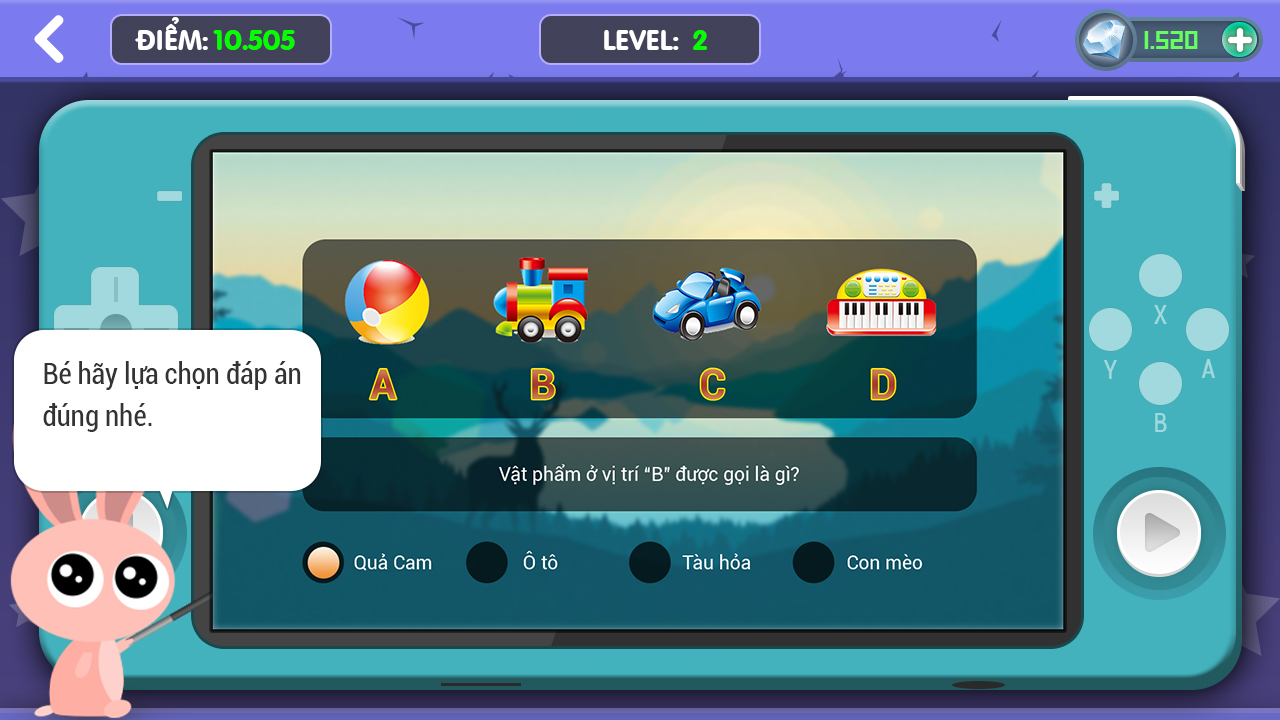 ĐIỂM: 10.505
LEVEL: 2
1.520
A B C D
Bé hãy lựa chọn đáp án
đúng nhé.
Vật phẩm ở vị trí “B” được gọi là gì?
Quả Cam Ô tô Tàu hỏa Con mèo
X
Y A
B